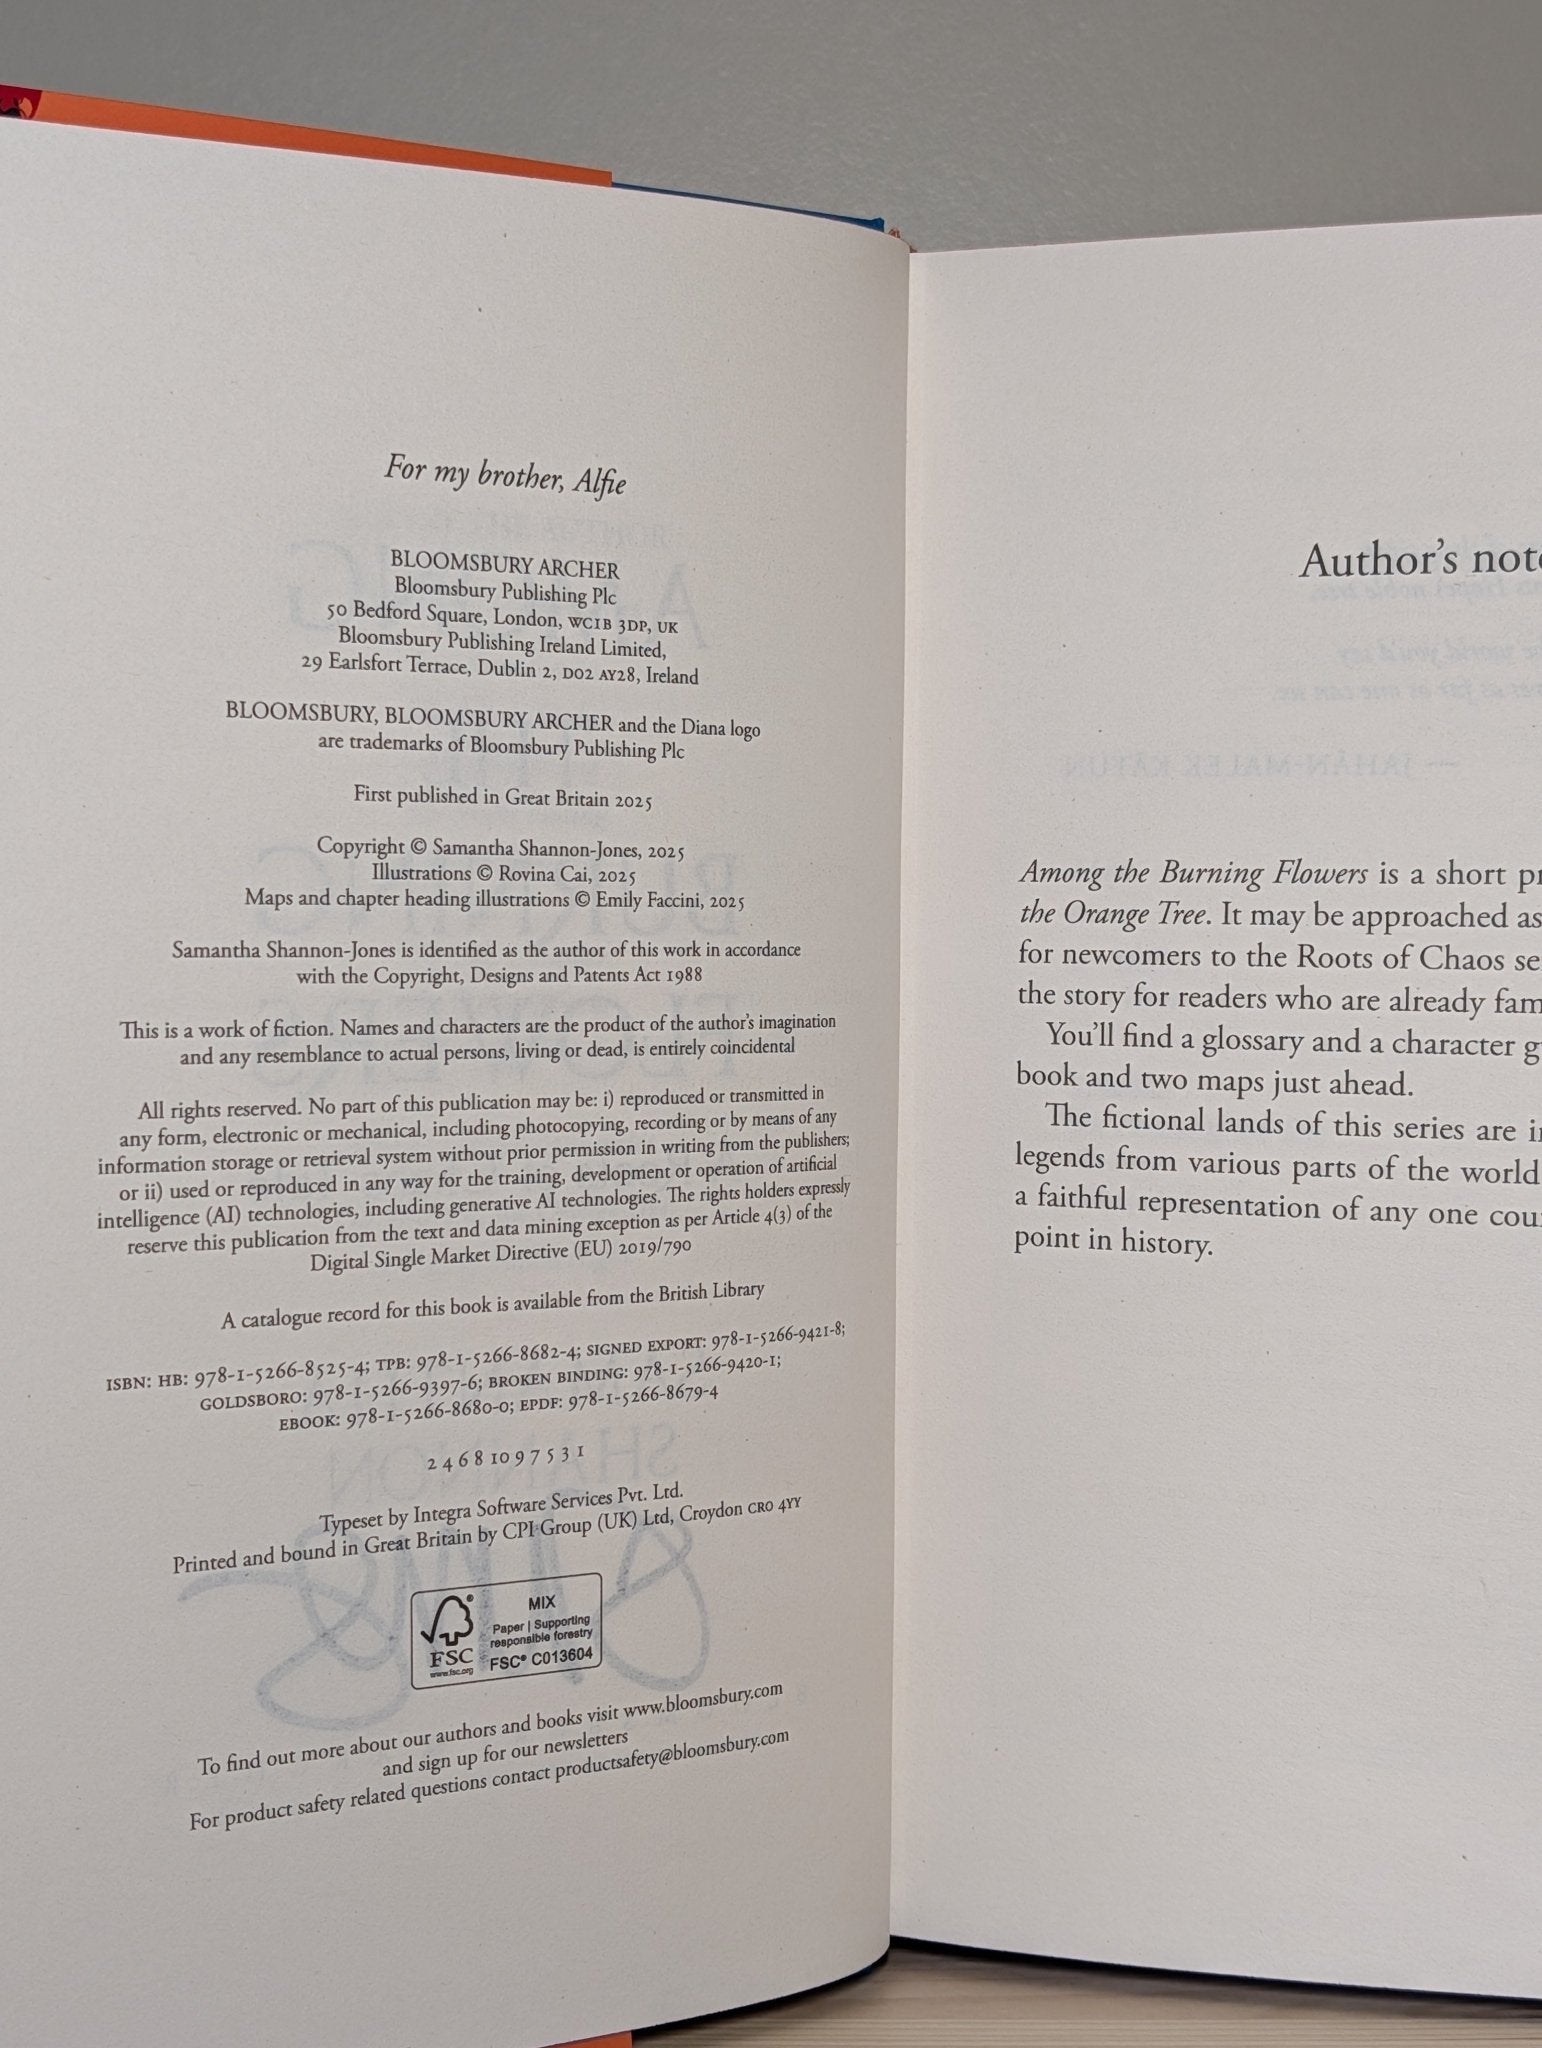 For my brother, Alfie
BLOOMSBURY ARCHER
Bloomsbury Publishing Plc
50 Bedford Square, London, WC1B 3DP, UK
Bloomsbury Publishing Ireland Limited,
29 Earlsfort Terrace, Dublin 2, D02 AY28, Ireland
BLOOMSBURY, BLOOMSBURY ARCHER and the Diana logo
are trademarks of Bloomsbury Publishing Plc
First published in Great Britain 2025
Copyright © Samantha Shannon-Jones, 2025
Illustrations © Rovina Cai, 2025
Maps and chapter heading illustrations © Emily Faccini, 2025
Samantha Shannon-Jones is identified as the author of this work in accordance
with the Copyright, Designs and Patents Act 1988
This is a work of fiction. Names and characters are the product of the author's imagination
and any resemblance to actual persons, living or dead, is entirely coincidental
All rights reserved. No part of this publication may be: i) reproduced or transmitted in
any form, electronic or mechanical, including photocopying, recording or by means of any
information storage or retrieval system without prior permission in writing from the publishers;
or ii) used or reproduced in any way for the training, development or operation of artificial
intelligence (AI) technologies, including generative AI technologies. The rights holders expressly
reserve this publication from the text and data mining exception as per Article 4(3) of the
Digital Single Market Directive (EU) 2019/790
A catalogue record for this book is available from the British Library
ISBN: HB: 978-1-5266-8525-4; TPB: 978-1-5266-8682-4; SIGNED EXPORT: 978-1-5266-9421-8;
GOLDSBORO: 978-1-5266-9397-6; BROKEN BINDING: 978-1-5266-9420-1;
EBOOK: 978-1-5266-8680-0; EPDF: 978-1-5266-8679-4
2 4 6 8 10 9 7 5 3 1
Typeset by Integra Software Services Pvt. Ltd.
Printed and bound in Great Britain by CPI Group (UK) Ltd, Croydon CR0 4YY
MIX
Paper | Supporting
responsible forestry
FSC® C013604
FSC
www.fsc.org
To find out more about our authors and books visit www.bloomsbury.com
and sign up for our newsletters
For product safety related questions contact productsafety@bloomsbury.com
Author's note
Among the Burning Flowers is a short pr
the Orange Tree. It may be approached as
for newcomers to the Roots of Chaos se
the story for readers who are already fam
You'll find a glossary and a character g
book and two maps just ahead.
The fictional lands of this series are i
legends from various parts of the world
a faithful representation of any one cou
point in history.